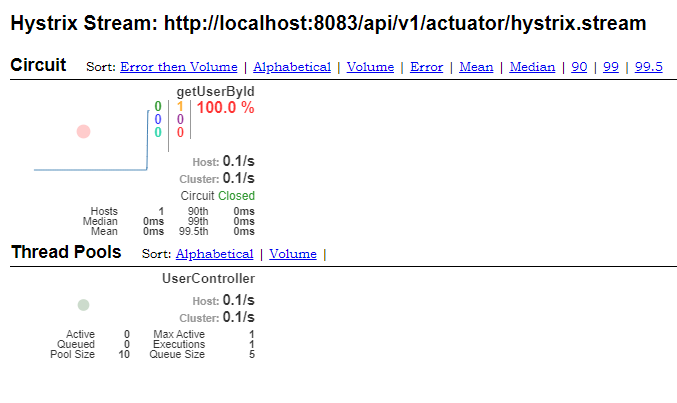 Hystrix Stream: http://localhost:8083/api/v1/actuator/hystrix.stream
Circuit Sort: Error then Volume | Alphabetical | Volume | Error | Mean | Median | 90 | 99 | 99.5
getUserById
0 1 100.0 %
0 0
0 0
Host: 0.1/s
Cluster: 0.1/s
Circuit Closed
Hosts 1 90th 0ms
Median 0ms 99th 0ms
Mean 0ms 99.5th 0ms
Thread Pools Sort: Alphabetical | Volume |
UserController
Host: 0.1/s
Cluster: 0.1/s
Active 0 Max Active 1
Queued 0 Executions 1
Pool Size 10 Queue Size 5